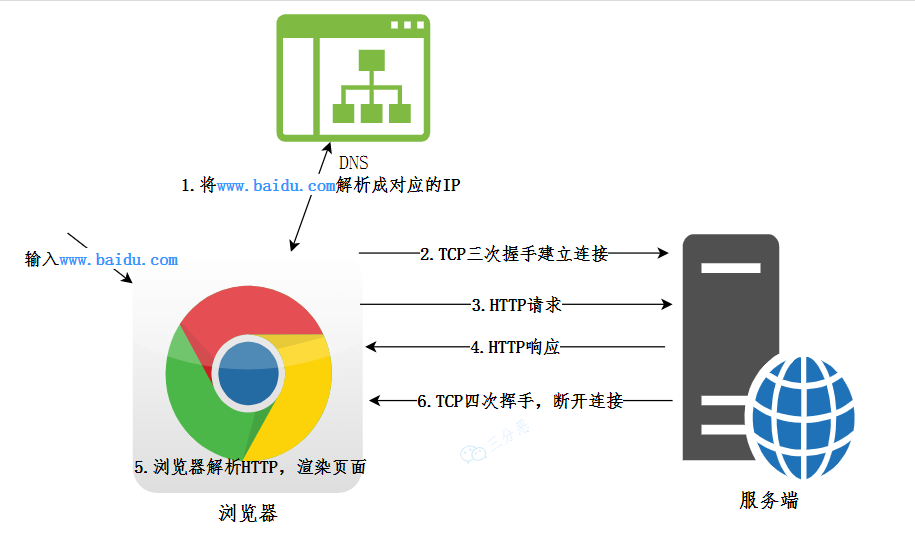 DNS
1.将www.baidu.com解析成对应的IP
输入www.baidu.com
2.TCP三次握手建立连接
3.HTTP请求
4.HTTP响应
6.TCP四次挥手，断开连接
三分恶
5.浏览器解析HTTP，渲染页面
浏览器
服务端